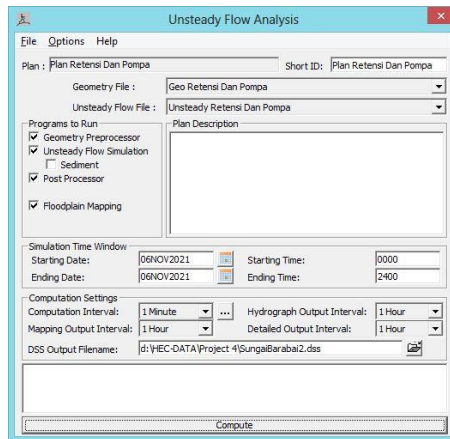 Unsteady Flow Analysis
File Options Help
Plan : Plan Retensi Dan Pompa Short ID: Plan Retensi Dan Pompa
Geometry File : Geo Retensi Dan Pompa
Unsteady Flow File : Unsteady Retensi Dan Pompa
Programs to Run
Geometry Preprocessor
Unsteady Flow Simulation
Sediment
Post Processor
Floodplain Mapping
Plan Description
Simulation Time Window
Starting Date: 06NOV2021 Starting Time: 0000
Ending Date: 06NOV2021 Ending Time: 2400
Computation Settings
Computation Interval: 1 Minute ... Hydrograph Output Interval: 1 Hour
Mapping Output Interval: 1 Hour Detailed Output Interval: 1 Hour
DSS Output Filename: d:\HEC-DATA\Project 4\SungaiBarabai2.dss
Compute